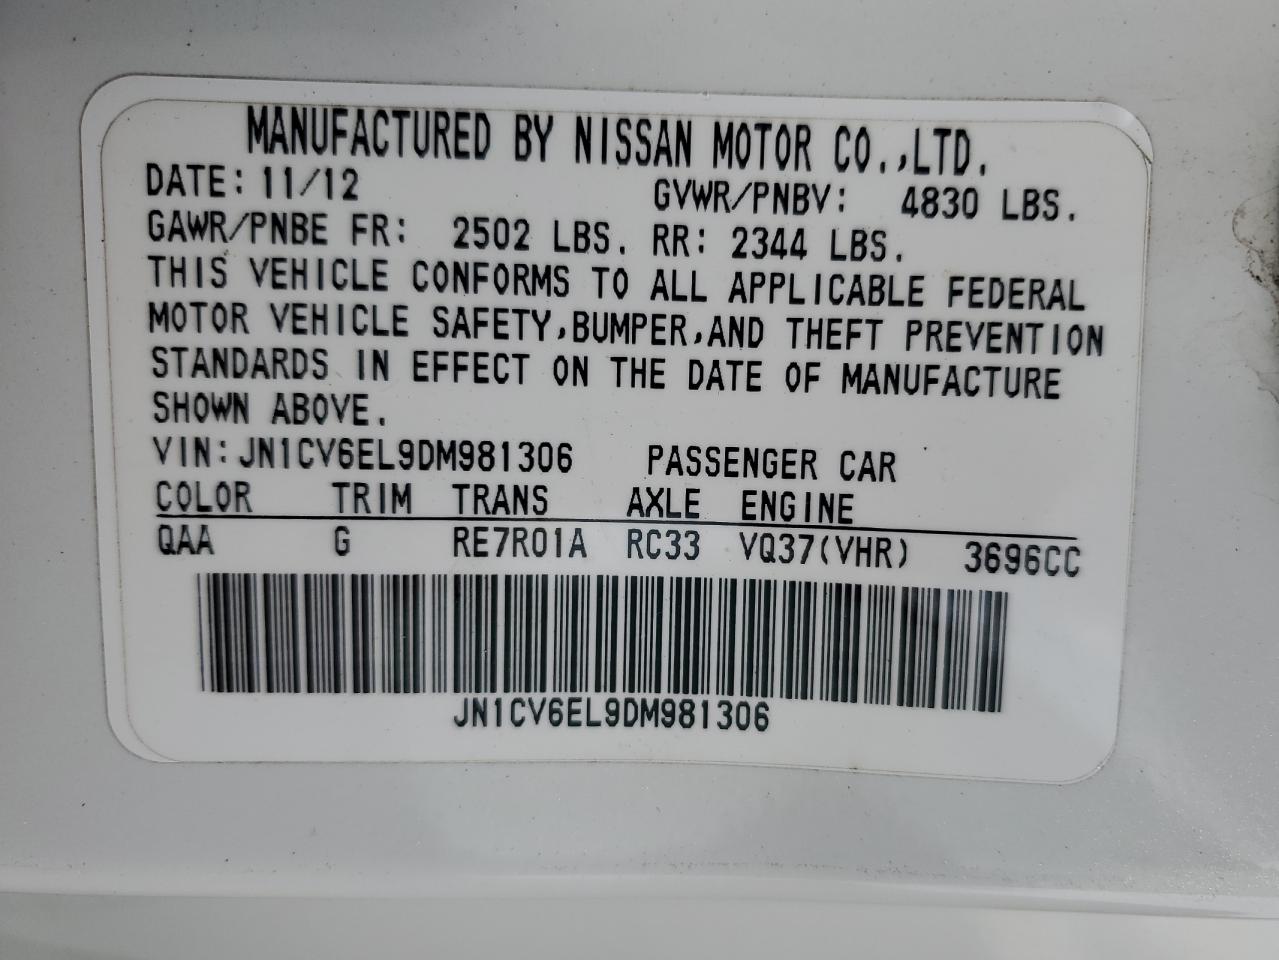 MANUFACTURED BY NISSAN MOTOR CO.,LTD.
DATE: 11/12 GVWR/PNBV: 4830 LBS.
GAWR/PNBE FR: 2502 LBS. RR: 2344 LBS.
THIS VEHICLE CONFORMS TO ALL APPLICABLE FEDERAL
MOTOR VEHICLE SAFETY,BUMPER,AND THEFT PREVENTION
STANDARDS IN EFFECT ON THE DATE OF MANUFACTURE
SHOWN ABOVE.
VIN:JN1CV6EL9DM981306 PASSENGER CAR
COLOR TRIM TRANS AXLE ENGINE
QAA G RE7R01A RC33 VQ37(VHR) 3696CC
JN1CV6EL9DM981306